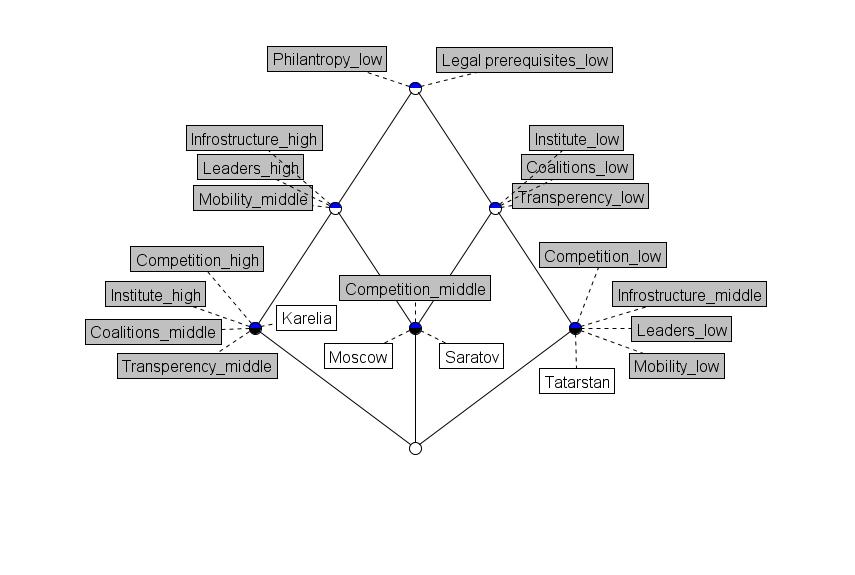 Philantropy_low
Legal prerequisites_low
Infrostructure_high
Leaders_high
Mobility_middle
Institute_low
Coalitions_low
Transperency_low
Competition_high
Institute_high
Coalitions_middle
Transperency_middle
Karelia
Competition_middle
Moscow
Saratov
Competition_low
Infrostructure_middle
Leaders_low
Mobility_low
Tatarstan